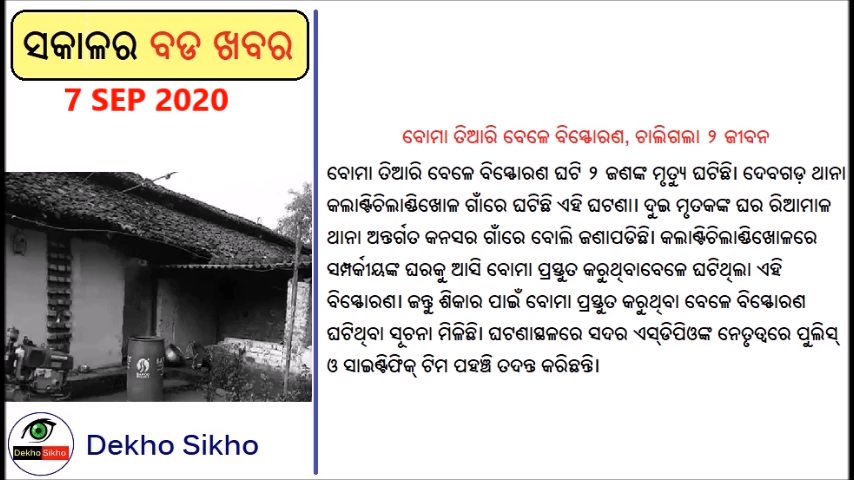 ସକାଳର ବଡ ଖବର
7 SEP 2020
ବୋମା ତିଆରି ବେଳେ ବିସ୍ଫୋରଣ, ଚାଲିଗଲା ୨ ଜୀବନ
ବୋମା ତିଆରି ବେଳେ ବିସ୍ଫୋରଣ ଘଟି ୨ ଜଣଙ୍କ ମୃତ୍ୟୁ ଘଟିଛି। ଦେବଗଡ଼ ଥାନା
କଲାଣ୍ଟିଚିଲାଣ୍ଡିଖୋଳ ଗାଁରେ ଘଟିଛି ଏହି ଘଟଣା। ଦୁଇ ମୃତକଙ୍କ ଘର ରିଆମାଳ
ଥାନା ଅନ୍ତର୍ଗତ କନସର ଗାଁରେ ବୋଲି ଜଣାପଡିଛି। କଲାଣ୍ଟିଚିଲାଣ୍ଡିଖୋଳରେ
ସମ୍ପର୍କୀୟଙ୍କ ଘରକୁ ଆସି ବୋମା ପ୍ରସ୍ତୁତ କରୁଥିବାବେଳେ ଘଟିଥିଲା ଏହି
ବିସ୍ଫୋରଣ। ଜନ୍ତୁ ଶିକାର ପାଇଁ ବୋମା ପ୍ରସ୍ତୁତ କରୁଥିବା ବେଳେ ବିସ୍ଫୋରଣ
ଘଟିଥିବା ସୂଚନା ମିଳିଛି। ଘଟଣାସ୍ଥଳରେ ସଦର ଏସ୍‌ଡିପିଓଙ୍କ ନେତୃତ୍ୱରେ ପୁଲିସ୍
ଓ ସାଇଣ୍ଟିଫିକ୍ ଟିମ ପହଞ୍ଚି ତଦନ୍ତ କରିଛନ୍ତି।
Dekho Sikho
Dekho Sikho